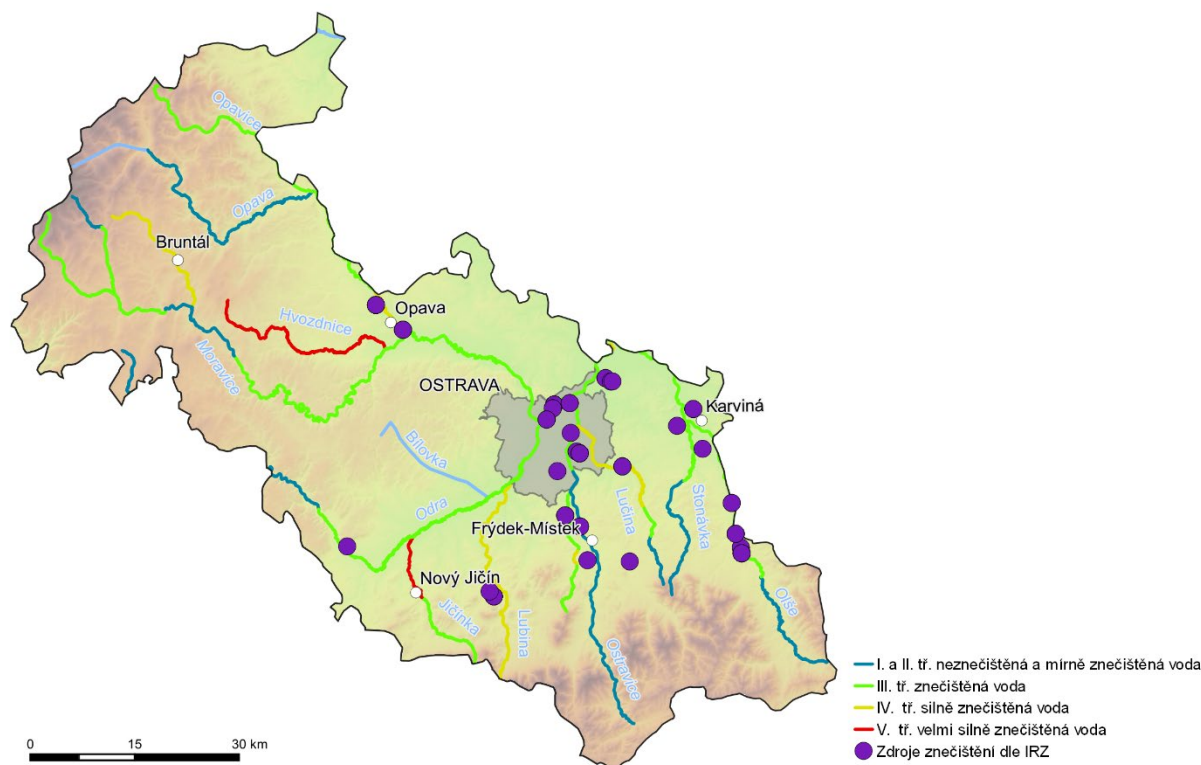 Opavice
Opava
Bruntál
Opava
Hvozdnice
Moravice
OSTRAVA
Karviná
Bílovka
Odra
Lučina
Stonávka
Frýdek-Místek
Nový Jičín
Jičínka
Lubina
Ostravice
Olše
I. a II. tř. neznečištěná a mírně znečištěná voda
III. tř. znečištěná voda
IV. tř. silně znečištěná voda
V. tř. velmi silně znečištěná voda
Zdroje znečištění dle IRZ
0 15 30 km